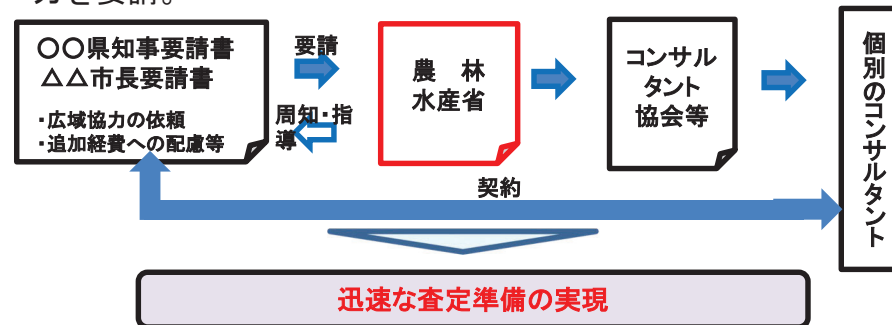 力を要請。
〇〇県知事要請書
△△市長要請書
・広域協力の依頼
・追加経費への配慮等
要請
周知・指
導
農　林
水産省
コンサル
タント
協会等
個別のコンサルタント
契約
迅速な査定準備の実現